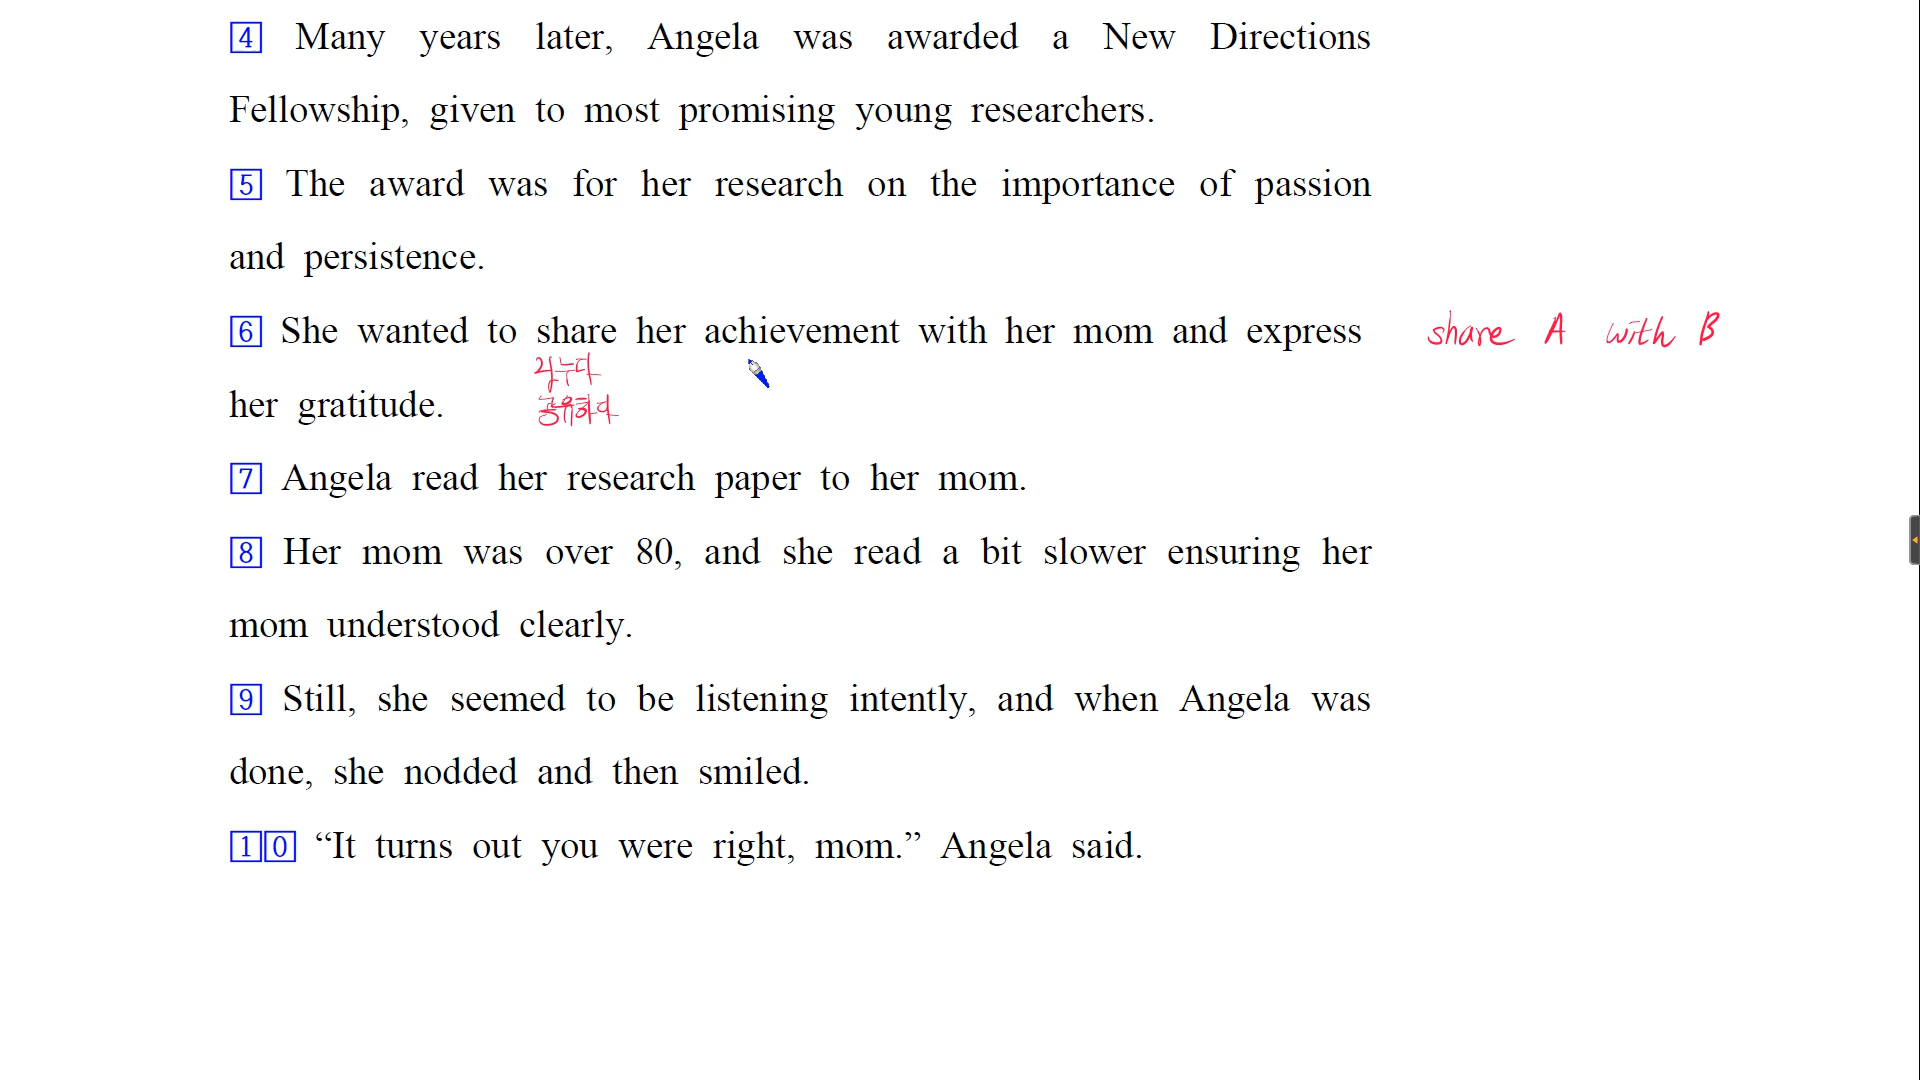 4 Many years later, Angela was awarded a New Directions
Fellowship, given to most promising young researchers.
5 The award was for her research on the importance of passion
and persistence.
6 She wanted to share her achievement with her mom and express share A with B
나누다
her gratitude. 공유하다
7 Angela read her research paper to her mom.
8 Her mom was over 80, and she read a bit slower ensuring her
mom understood clearly.
9 Still, she seemed to be listening intently, and when Angela was
done, she nodded and then smiled.
10 “It turns out you were right, mom.” Angela said.